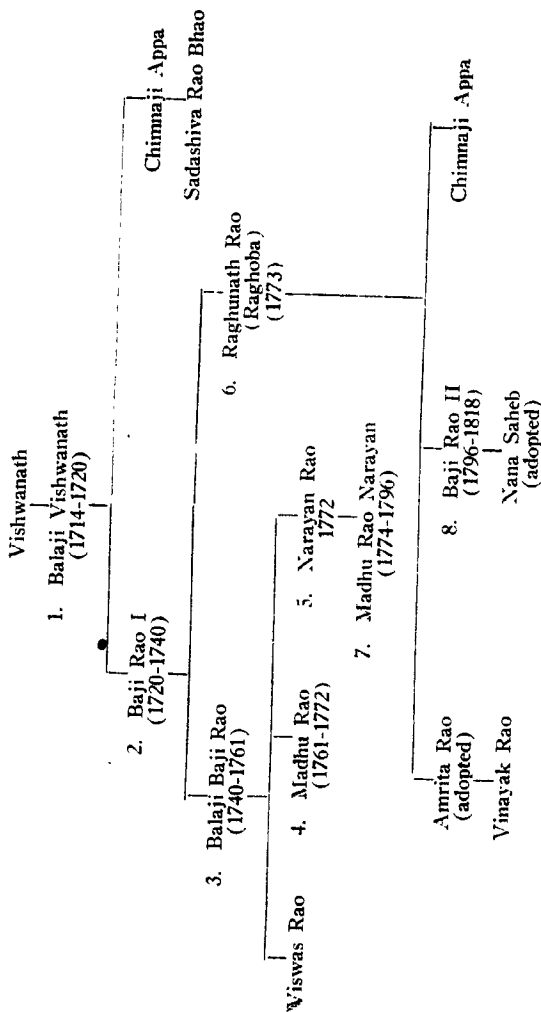 Vishwanath
1. Balaji Vishwanath
(1714-1720)
2. Baji Rao I
(1720-1740)
Chimnaji Appa
Sadashiva Rao Bhao
3. Balaji Baji Rao
(1740-1761)
6. Raghunath Rao
(Raghoba)
(1773)
Viswas Rao
4. Madhu Rao
(1761-1772)
5. Narayan Rao
1772
7. Madhu Rao Narayan
(1774-1796)
Amrita Rao
(adopted)
Vinayak Rao
8. Baji Rao II
(1796-1818)
Nana Saheb
(adopted)
Chimnaji Appa